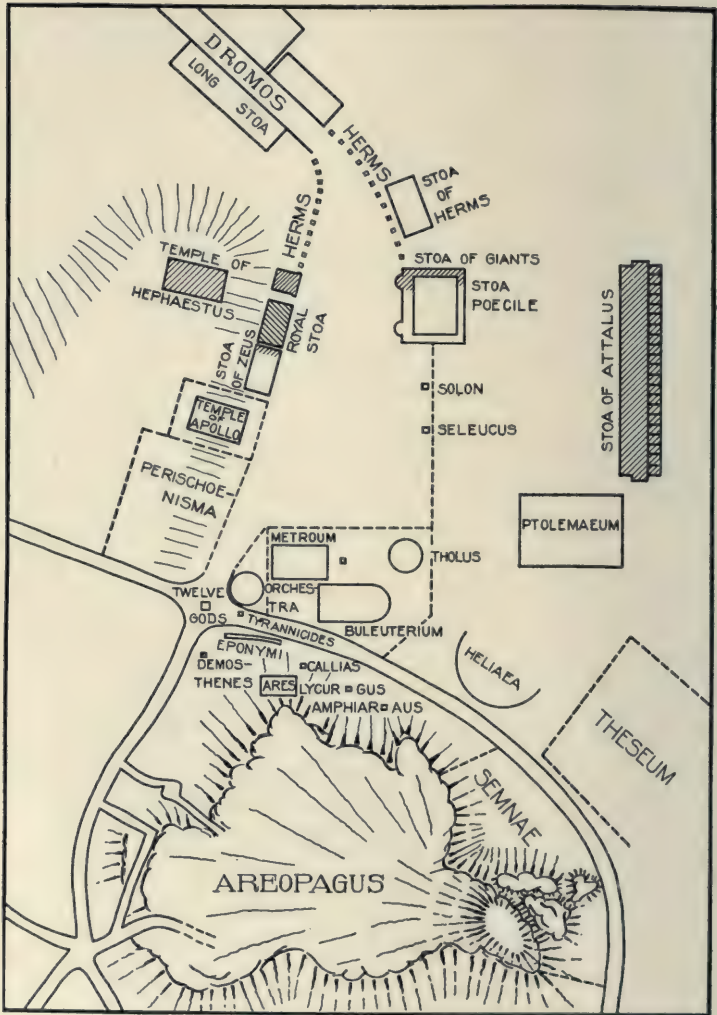 DROMOS
LONG STOA
HERMS
STOA
OF
HERMS
HERMS
TEMPLE OF
HEPHAESTUS
STOA OF GIANTS
STOA
POECILE
ROYAL
STOA
STOA
OF ZEUS
STOA OF ATTALUS
TEMPLE
OF
APOLLO
SOLON
SELEUCUS
PERISCHOE-
NISMA
PTOLEMAEUM
METROUM
THOLUS
TWELVE
GODS
ORCHES-
TRA
BULEUTERIUM
TYRANNICIDES
EPONYMI
DEMOS-
THENES
CALLIAS
ARES
LYCUR GUS
AMPHIAR AUS
HELIAEA
THESEUM
SEMNAE
AREOPAGUS